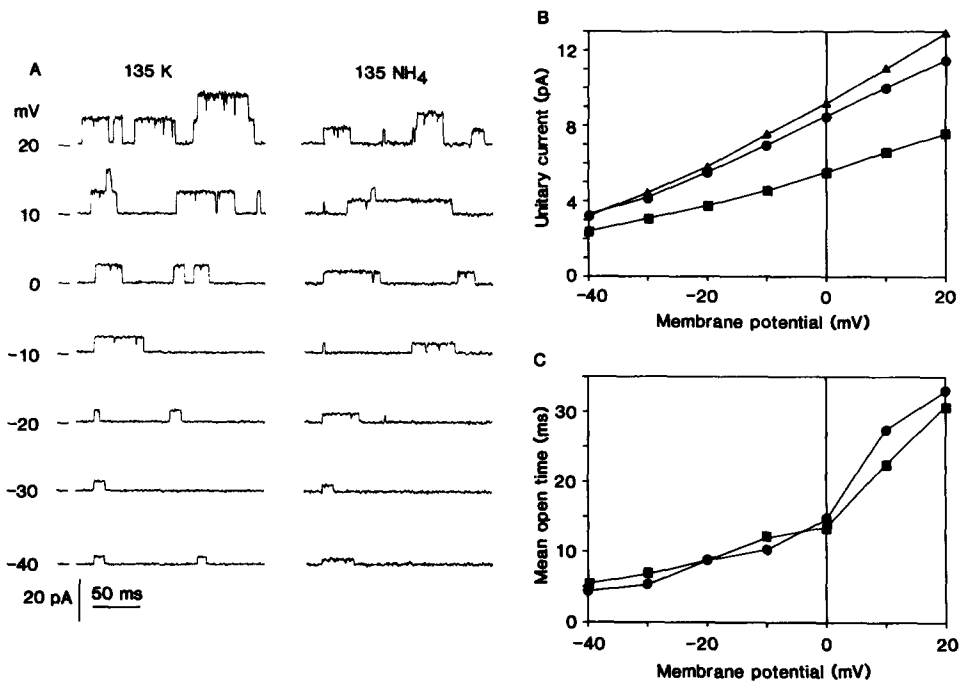 A
135 K
135 NH4
mV
20
10
0
-10
-20
-30
-40
20 pA
50 ms
B
12
8
4
0
Unitary current (pA)
-40
-20
0
20
Membrane potential (mV)
C
30
20
10
0
Mean open time (ms)
-40
-20
0
20
Membrane potential (mV)